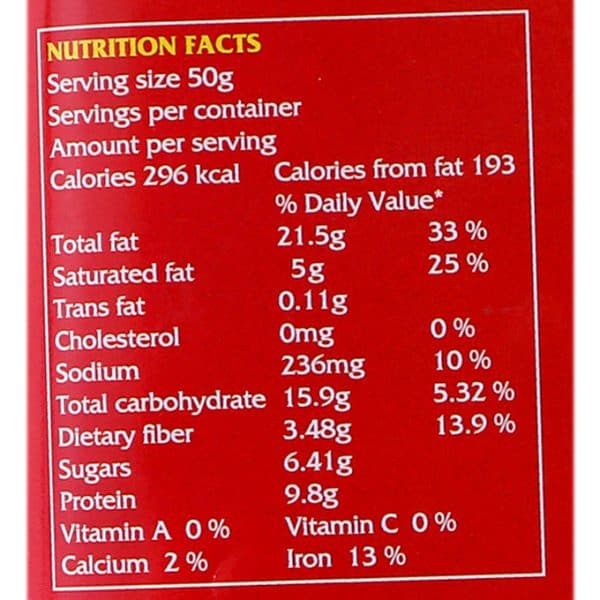 NUTRITION FACTS
Serving size 50g
Servings per container
Amount per serving
Calories 296 kcal Calories from fat 193
% Daily Value*
Total fat 21.5g 33 %
Saturated fat 5g 25 %
Trans fat 0.11g
Cholesterol 0mg 0 %
Sodium 236mg 10 %
Total carbohydrate 15.9g 5.32 %
Dietary fiber 3.48g 13.9 %
Sugars 6.41g
Protein 9.8g
Vitamin A 0 % Vitamin C 0 %
Calcium 2 % Iron 13 %